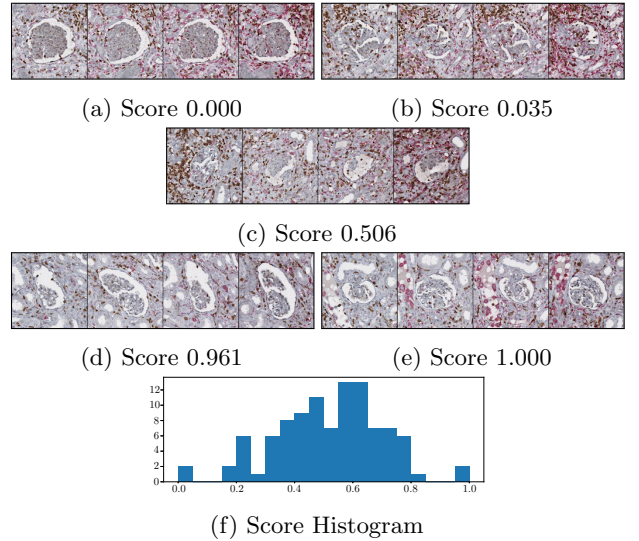 (a) Score 0.000
(b) Score 0.035
(c) Score 0.506
(d) Score 0.961
(e) Score 1.000
12
10
8
6
4
2
0
0.0 0.2 0.4 0.6 0.8 1.0
(f) Score Histogram